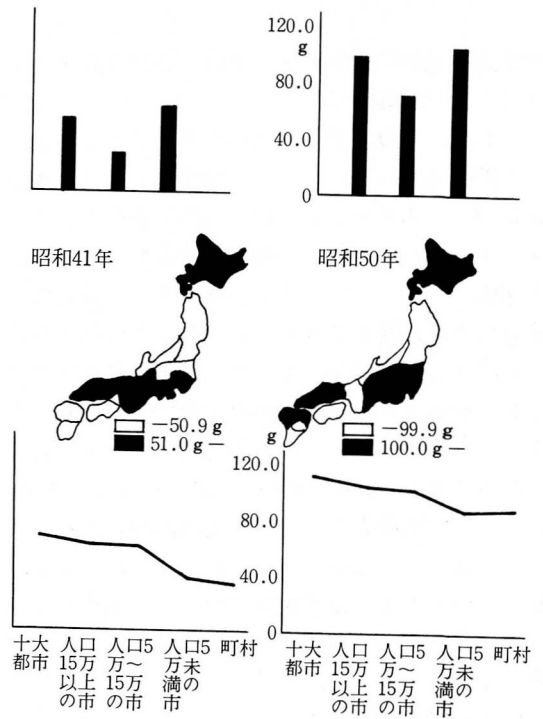 120.0
g
80.0
40.0
0
昭和41年
昭和50年
－50.9 g
51.0 g －
－99.9 g
100.0 g －
g
120.0
80.0
40.0
0
十大都市
人口15万以上の市
人口5万～15万の市
人口5万未満の市
町村
十大都市
人口15万以上の市
人口5万～15万の市
人口5万未満の市
町村